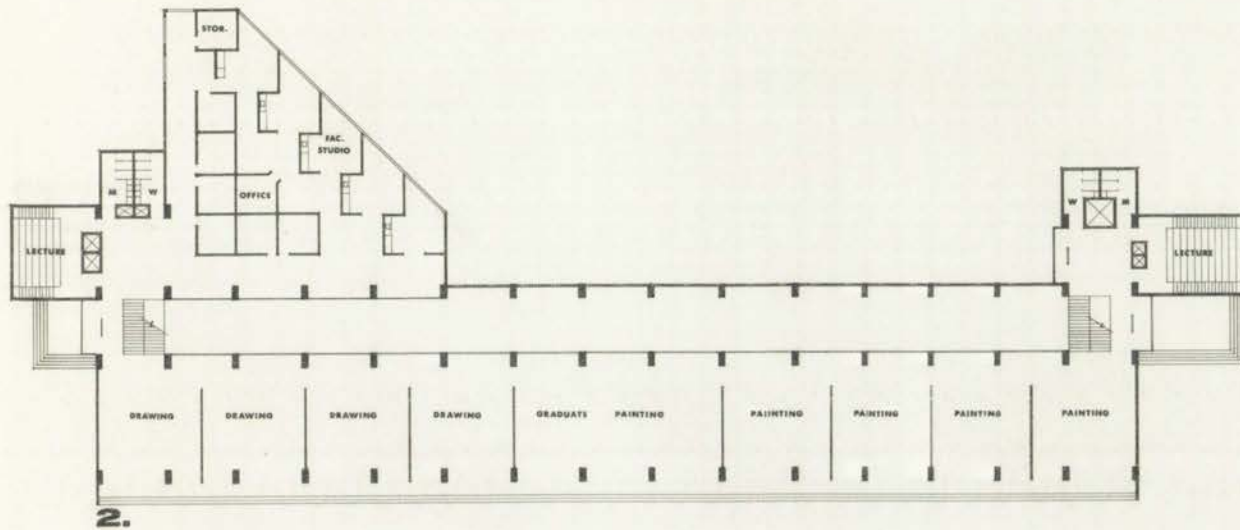 STOR.
FAC.
STUDIO
M W
OFFICE
W M
LECTURE
LECTURE
DRAWING DRAWING DRAWING DRAWING GRADUATE PAINTING PAINTING PAINTING PAINTING PAINTING
2.